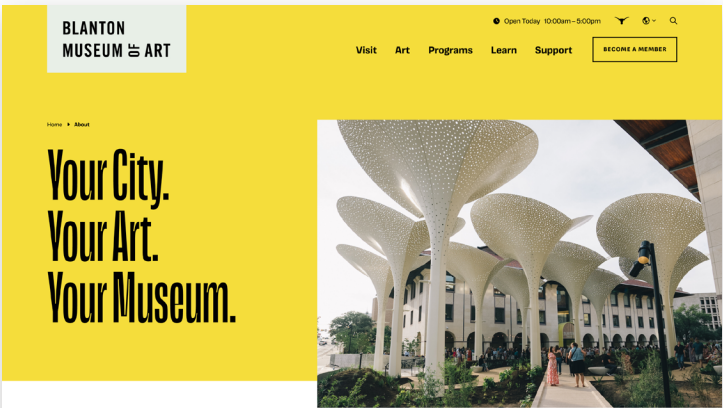 BLANTON
MUSEUM OF ART
Open Today 10:00am – 5:00pm
Visit Art Programs Learn Support BECOME A MEMBER
Home About
Your City.
Your Art.
Your Museum.